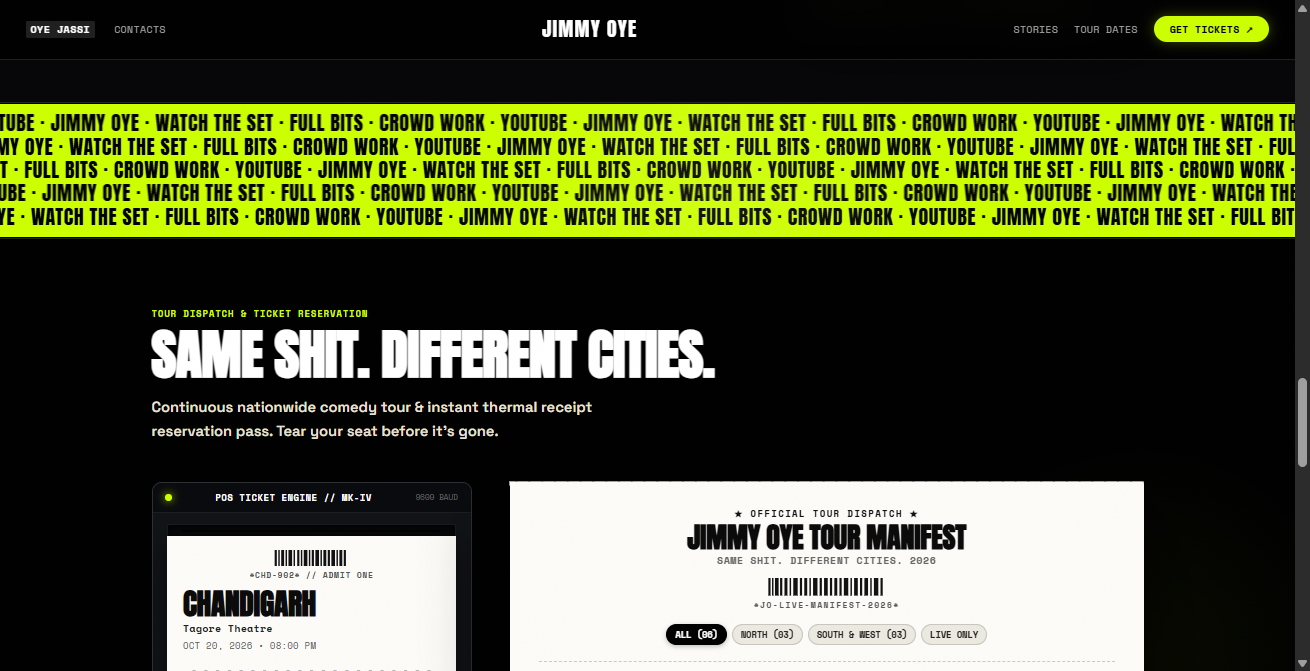 OYE JASSI CONTACTS JIMMY OYE STORIES TOUR DATES GET TICKETS ↗
TUBE · JIMMY OYE · WATCH THE SET · FULL BITS · CROWD WORK · YOUTUBE · JIMMY OYE · WATCH THE SET · FULL BITS · CROWD WORK · YOUTUBE · JIMMY OYE · WATCH TH
MY OYE · WATCH THE SET · FULL BITS · CROWD WORK · YOUTUBE · JIMMY OYE · WATCH THE SET · FULL BITS · CROWD WORK · YOUTUBE · JIMMY OYE · WATCH THE SET · FUL
T · FULL BITS · CROWD WORK · YOUTUBE · JIMMY OYE · WATCH THE SET · FULL BITS · CROWD WORK · YOUTUBE · JIMMY OYE · WATCH THE SET · FULL BITS · CROWD WORK ·
UBE · JIMMY OYE · WATCH THE SET · FULL BITS · CROWD WORK · YOUTUBE · JIMMY OYE · WATCH THE SET · FULL BITS · CROWD WORK · YOUTUBE · JIMMY OYE · WATCH THE
YE · WATCH THE SET · FULL BITS · CROWD WORK · YOUTUBE · JIMMY OYE · WATCH THE SET · FULL BITS · CROWD WORK · YOUTUBE · JIMMY OYE · WATCH THE SET · FULL BIT
TOUR DISPATCH & TICKET RESERVATION
SAME SHIT. DIFFERENT CITIES.
Continuous nationwide comedy tour & instant thermal receipt
reservation pass. Tear your seat before it's gone.
POS TICKET ENGINE // MK-IV 9600 BAUD
*CHD-902* // ADMIT ONE
CHANDIGARH
Tagore Theatre
OCT 20, 2026 • 08:00 PM
★ OFFICIAL TOUR DISPATCH ★
JIMMY OYE TOUR MANIFEST
SAME SHIT. DIFFERENT CITIES. 2026
*JO-LIVE-MANIFEST-2026*
ALL (06) NORTH (03) SOUTH & WEST (03) LIVE ONLY